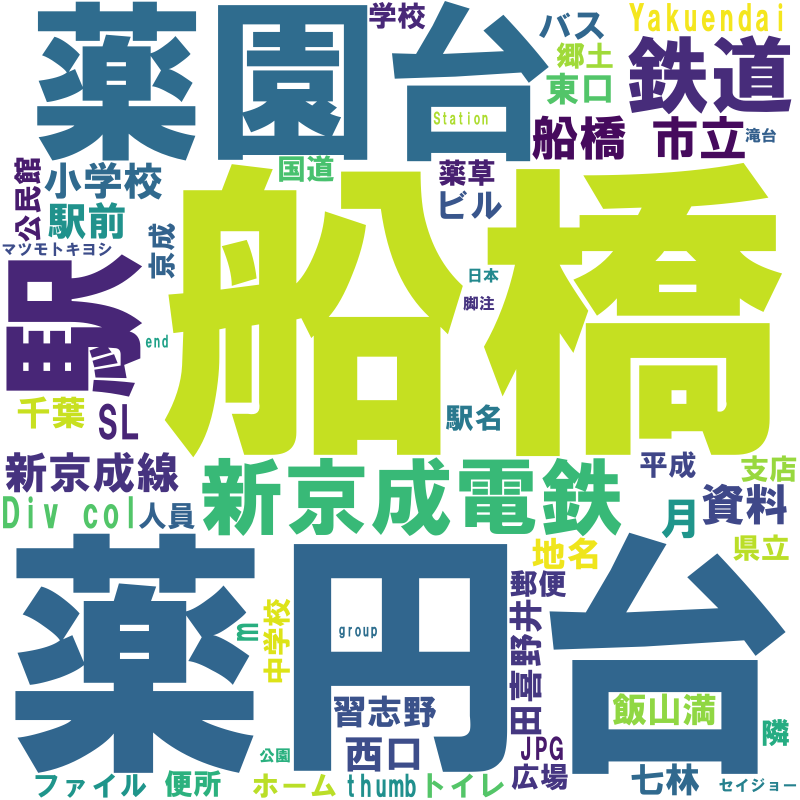 薬園台
学校
バス
Yakuendai
郷土
鉄道
東口
Station
船橋 市立
滝台
国道
薬草
ビル
公民館
小学校
駅前
マツモトキヨシ
京成
船橋
駅
日本
脚注
end
千葉
SL
駅名
新京成線
新京成電鉄
平成
支店
資料
月
Div col
人員
地名
県立
薬円台
郵便
中学校
m
group
田喜野井
習志野
飯山満
西口
JPG
隣
公園
広場
七林
セイジョー
ファイル
便所
ホーム
thumb
トイレ